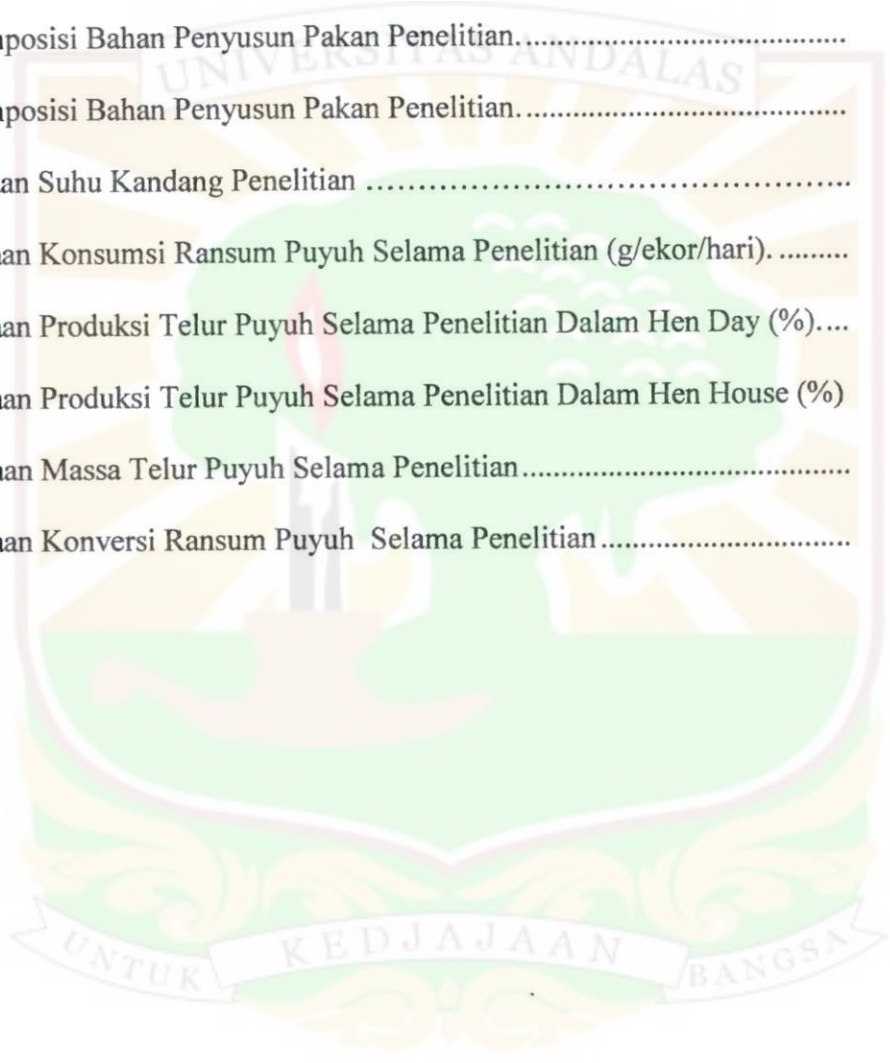 mposisi Bahan Penyusun Pakan Penelitian.........................................
UNIVERSITAS ANDALAS
mposisi Bahan Penyusun Pakan Penelitian.........................................
an Suhu Kandang Penelitian ................................................
an Konsumsi Ransum Puyuh Selama Penelitian (g/ekor/hari). .........
an Produksi Telur Puyuh Selama Penelitian Dalam Hen Day (%)....
an Produksi Telur Puyuh Selama Penelitian Dalam Hen House (%)
an Massa Telur Puyuh Selama Penelitian..........................................
an Konversi Ransum Puyuh Selama Penelitian................................
UNTUK KEDJAJAAN BANGSA